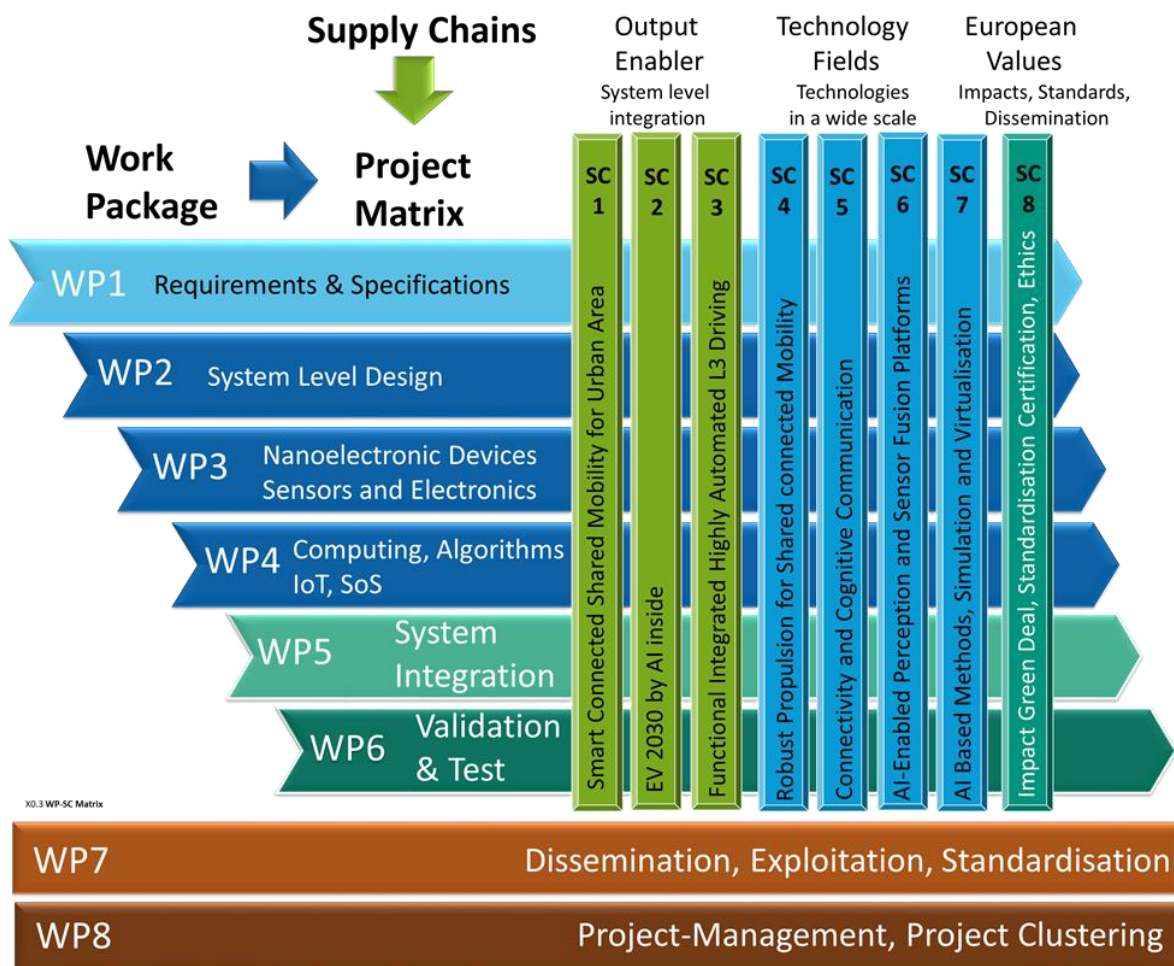 Supply Chains
Output
Enabler
System level
integration
Technology
Fields
Technologies
in a wide scale
European
Values
Impacts, Standards,
Dissemination
Work
Package
Project
Matrix
SC
1
SC
2
SC
3
SC
4
SC
5
SC
6
SC
7
SC
8
Smart Connected Shared Mobility for Urban Area
EV 2030 by AI inside
Functional Integrated Highly Automated L3 Driving
Robust Propulsion for Shared connected Mobility
Connectivity and Cognitive Communication
AI-Enabled Perception and Sensor Fusion Platforms
AI Based Methods, Simulation and Virtualisation
Impact Green Deal, Standardisation Certification, Ethics
WP1 Requirements & Specifications
WP2 System Level Design
WP3 Nanoelectronic Devices
Sensors and Electronics
WP4 Computing, Algorithms
IoT, SoS
WP5 System
Integration
WP6 Validation
& Test
X0.3 WP-SC Matrix
WP7 Dissemination, Exploitation, Standardisation
WP8 Project-Management, Project Clustering